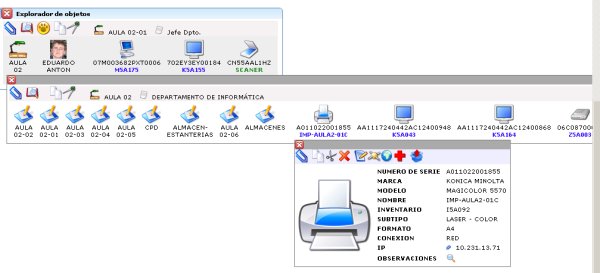 Explorador de objetos
AULA 02-01 Jefe Dpto.
AULA 02 EDUARDO ANTON 07M003682PXT0006 702EY3EY00184 CN55AAL1HZ
M5A175 K5A155 SCANER
AULA 02 DEPARTAMENTO DE INFORMÁTICA
AULA 02-02 AULA 02-01 AULA 02-03 AULA 02-04 AULA 02-05 CPD ALMACEN-ESTANTERIAS AULA 02-06 ALMACENES A011022001855 AA1117240442AC12400948 AA1117240442AC12400868 06C087000
IMP-AULA2-01C K5A043 K5A164 Z5A003
NUMERO DE SERIE A011022001855
MARCA KONICA MINOLTA
MODELO MAGICOLOR 5570
NOMBRE IMP-AULA2-01C
INVENTARIO I5A092
SUBTIPO LASER - COLOR
FORMATO A4
CONEXION RED
IP 10.231.13.71
OBSERVACIONES